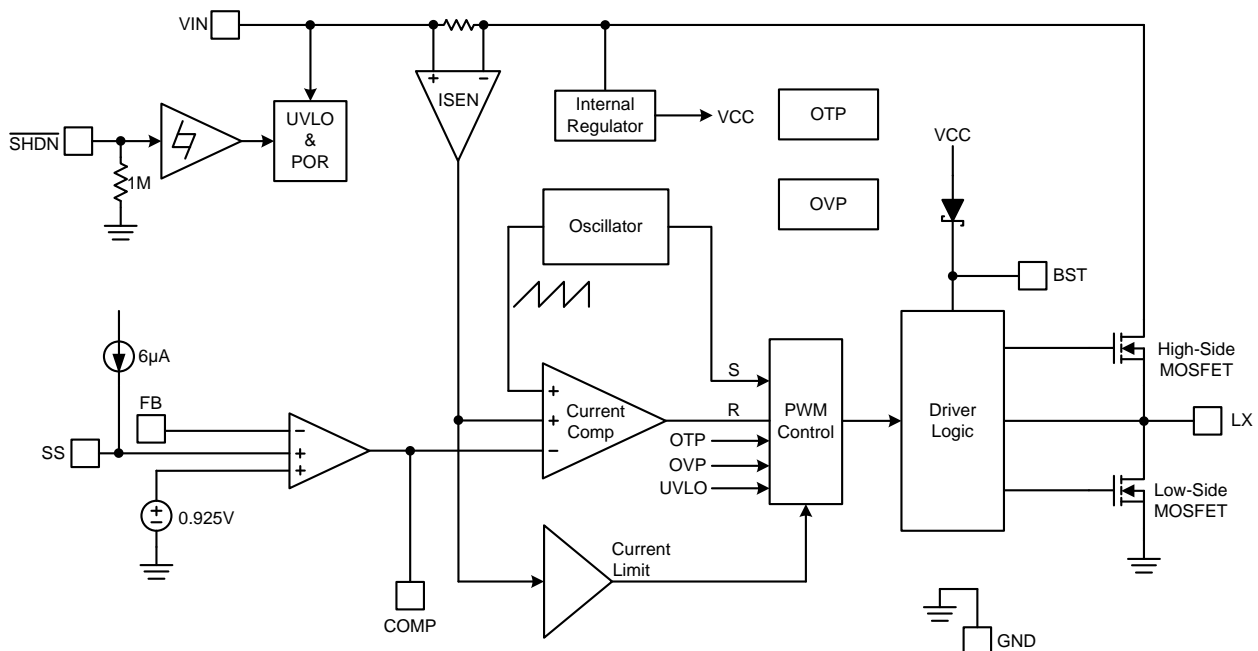 VIN
+ −
ISEN
Internal
Regulator
VCC
OTP
SHDN
UVLO
&
POR
1M
VCC
OVP
Oscillator
BST
6µA
High-Side
MOSFET
FB
SS
−
+
+
+
+
−
Current
Comp
S
R
OTP
OVP
UVLO
PWM
Control
Driver
Logic
LX
0.925V
Low-Side
MOSFET
Current
Limit
COMP
GND